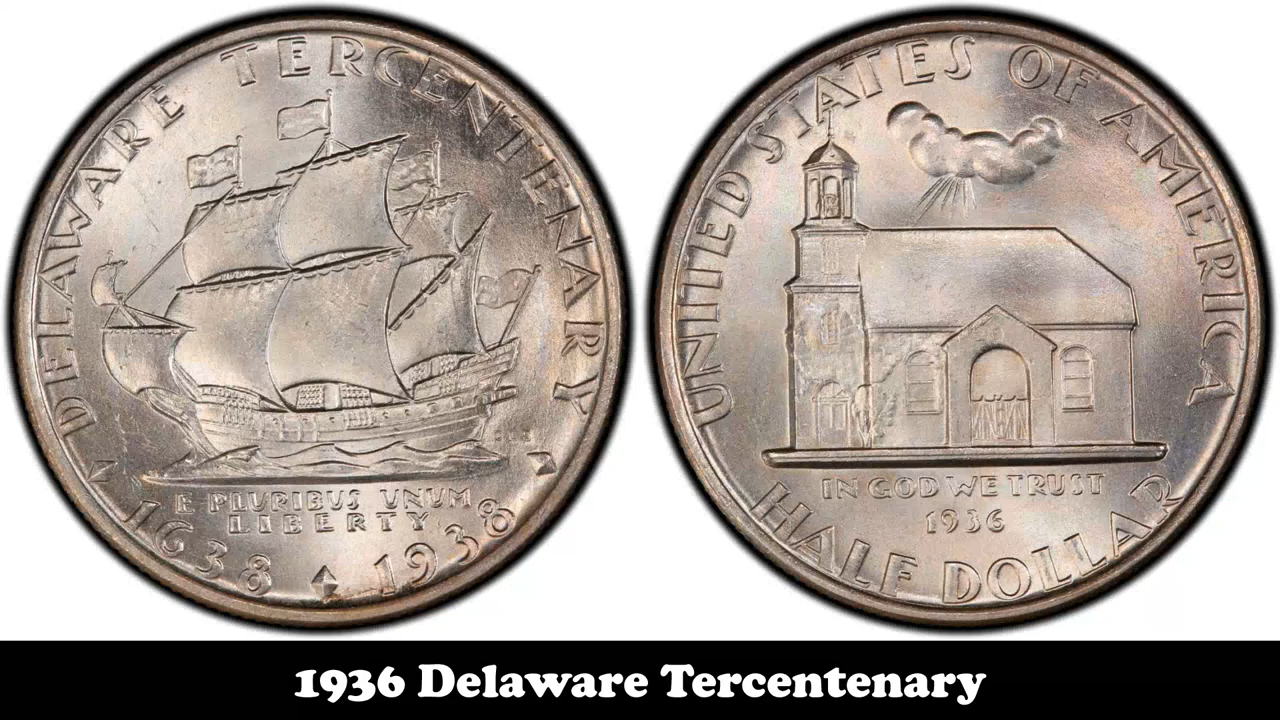 DELAWARE TERCENTENARY
E PLURIBUS UNUM
LIBERTY
1638 1938
UNITED STATES OF AMERICA
IN GOD WE TRUST
1936
HALF DOLLAR
1936 Delaware Tercentenary